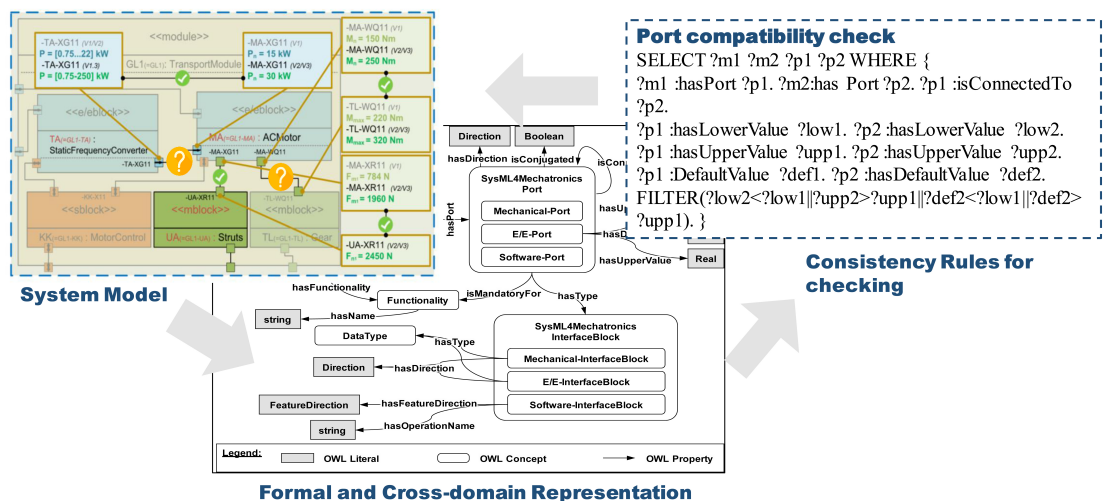 <<module>>
GL1(=GL1): TransportModule
-TA-XG11 (V1/V2)
P = [0.75...22] kW
-TA-XG11 (V1.3)
P = [0.75-250] kW
-MA-XG11 (V1)
Pn = 15 kW
-MA-XG11 (V2/V3)
Pn = 30 kW
-MA-WQ11 (V1)
Mn = 150 Nm
-MA-WQ11 (V2/V3)
Mn = 250 Nm
-TL-WQ11 (V1)
Mmax = 220 Nm
-TL-WQ11 (V2/V3)
Mmax = 320 Nm
-MA-XR11 (V1)
Fm = 784 N
-MA-XR11 (V2/V3)
Fm = 1960 N
-UA-XR11 (V2/V3)
Fm = 2450 N
<<e/eblock>>
TA(=GL1-TA) :
StaticFrequencyConverter
-TA-XG11
<<e/eblock>>
MA(=GL1-MA) : ACMotor
-MA-XG11
-MA-WQ11
?
?
-KK-X11
<<sblock>>
KK(=GL1-KK) : MotorControl
-UA-XR11
<<mblock>>
UA(=GL1-UA) : Struts
-TL-WQ11
<<mblock>>
TL(=GL1-TL) : Gear
System Model
Port compatibility check
SELECT ?m1 ?m2 ?p1 ?p2 WHERE {
?m1 :hasPort ?p1. ?m2:has Port ?p2. ?p1 :isConnectedTo
?p2.
?p1 :hasLowerValue ?low1. ?p2 :hasLowerValue ?low2.
?p1 :hasUpperValue ?upp1. ?p2 :hasUpperValue ?upp2.
?p1 :DefaultValue ?def1. ?p2 :hasDefaultValue ?def2.
FILTER(?low2<?low1||?upp2>?upp1||?def2<?low1||?def2>
?upp1). }
Consistency Rules for
checking
Direction
Boolean
hasDirection
isConjugated
isCon
SysML4Mechatronics
Port
Mechanical-Port
E/E-Port
Software-Port
hasPort
hasU
hasD
hasUpperValue
Real
hasFunctionality
Functionality
isMandatoryFor
hasType
hasName
string
DataType
hasType
SysML4Mechatronics
InterfaceBlock
Mechanical-InterfaceBlock
E/E-InterfaceBlock
Software-InterfaceBlock
Direction
hasDirection
FeatureDirection
hasFeatureDirection
string
hasOperationName
Legend:
OWL Literal
OWL Concept
OWL Property
Formal and Cross-domain Representation